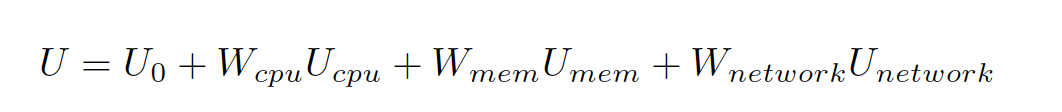 U = U_0 + W_{cpu}U_{cpu} + W_{mem}U_{mem} + W_{network}U_{network}